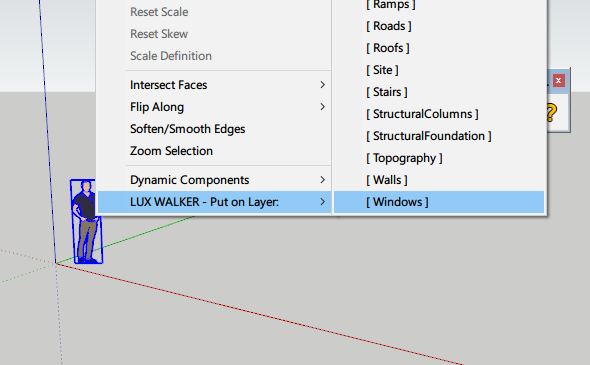 Reset Scale
Reset Skew
Scale Definition
Intersect Faces
Flip Along
Soften/Smooth Edges
Zoom Selection
Dynamic Components
LUX WALKER - Put on Layer:
[ Ramps ]
[ Roads ]
[ Roofs ]
[ Site ]
[ Stairs ]
[ StructuralColumns ]
[ StructuralFoundation ]
[ Topography ]
[ Walls ]
[ Windows ]
?